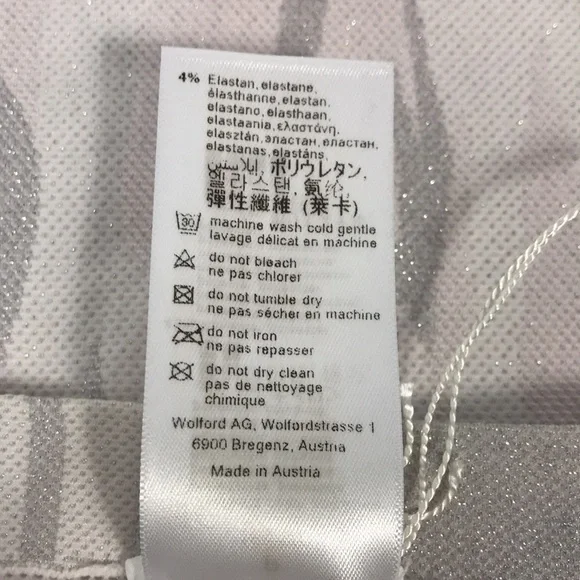 4% Elastan, elastane,
élasthanne, elastan,
elastano, elasthaan,
elastaania, ελαστάνη,
elasztán, эластан, еластан,
elastanas, elastāns,
إيلاستين, ポリウレタン,
엘라스탠, 氨纶,
彈性纖維 (萊卡)
30 machine wash cold gentle
lavage délicat en machine
do not bleach
ne pas chlorer
do not tumble dry
ne pas sécher en machine
do not iron
ne pas repasser
do not dry clean
pas de nettoyage
chimique
Wolford AG, Wolfordstrasse 1
6900 Bregenz, Austria
Made in Austria